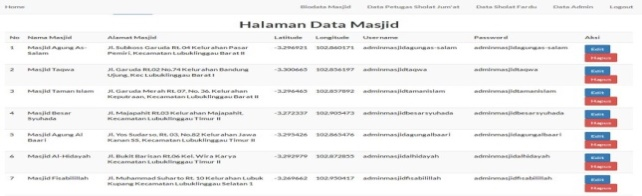 Home Biodata Masjid Data Petugas Sholat Jum'at Data Sholat Fardu Data Admin Logout
Halaman Data Masjid
No Nama Masjid Alamat Masjid Latitude Longitude Username Password Aksi
1 Masjid Agung As-Salam Jl. Subkoss Garuda Rt. 04 Kelurahan Pasar Pemiri, Kecamatan Lubuklinggau Barat II -3.296921 102.860171 adminmasjidagungas-salam adminmasjidagungas-salam Edit
Hapus
2 Masjid Taqwa Jl. Garuda Rt.02 No.74 Kelurahan Bandung Ujung, Kec Lubuklinggau Barat I -3.300665 102.856197 adminmasjidtaqwa adminmasjidtaqwa Edit
Hapus
3 Masjid Taman Islam Jl. Garuda Merah Rt. 07, No. 36, Kelurahan Keputraan, Kecamatan Lubuklinggau Barat II -3.296465 102.857892 adminmasjidtamanislam adminmasjidtamanislam Edit
Hapus
4 Masjid Besar Syuhada Jl. Majapahit Rt.03 Kelurahan Majapahit, Kecamatan Lubuklinggau Timur II -3.272337 102.905473 adminmasjidbesarsyuhada adminmasjidbesarsyuhada Edit
Hapus
5 Masjid Agung Al Baari Jl. Yos Sudarso, Rt. 03, No.82 Kelurahan Jawa Kanan SS, Kecamatan Lubuklinggau Timur II -3.295426 102.863476 adminmasjidagungalbaari adminmasjidagungalbaari Edit
Hapus
6 Masjid Al-Hidayah Jl. Bukit Barisan Rt.06 Kel. Wira Karya Kecamatan Lubuklinggau Timur II -3.292979 102.872855 adminmasjidalhidayah adminmasjidalhidayah Edit
Hapus
7 Masjid Fisabilillah Jl. Mohammad Suharto Rt. 10 Kelurahan Lubuk Kupang Kecamatan Lubuklinggau Selatan 1 -3.269662 102.950417 adminmasjidfisabilillah adminmasjidfisabilillah Edit
Hapus